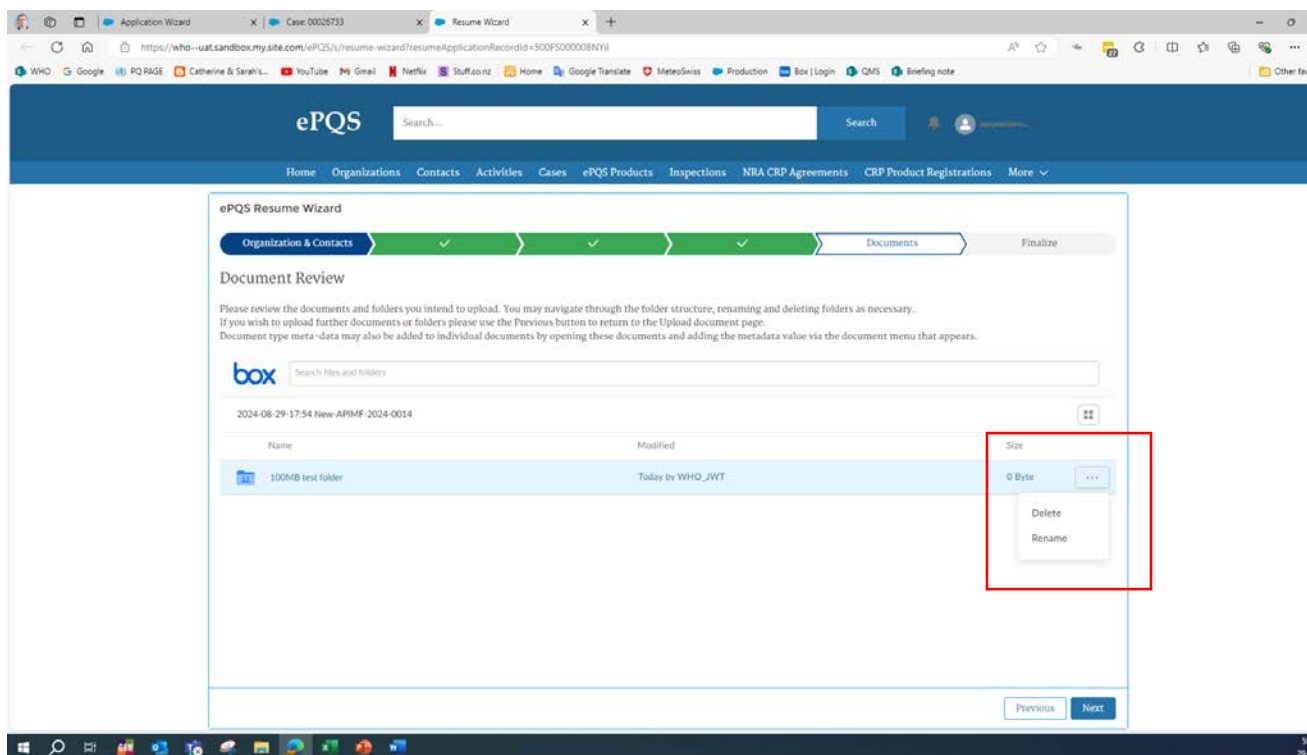 Application Wizard
Case: 00026733
Resume Wizard
https://who--uat.sandbox.my.site.com/ePQS/s/resume-wizard?resumeApplicationRecordId=500FS000008NYiI
WHO Google PQ PAGE Catherine & Sarah's... YouTube Gmail Netflix Stuff.co.nz Home Google Translate MeteoSwiss Production Box | Login QMS Briefing note Other fav
ePQS
Search...
Search
Home Organizations Contacts Activities Cases ePQS Products Inspections NRA CRP Agreements CRP Product Registrations More
ePQS Resume Wizard
Organization & Contacts Documents Finalize
Document Review
Please review the documents and folders you intend to upload. You may navigate through the folder structure, renaming and deleting folders as necessary.
If you wish to upload further documents or folders please use the Previous button to return to the Upload document page.
Document type meta-data may also be added to individual documents by opening these documents and adding the metadata value via the document menu that appears.
box
Search files and folders
2024-08-29-17:54 New-APIMF-2024-0014
Name Modified Size
100MB test folder Today by WHO_JWT 0 Byte ...
Delete
Rename
Previous Next